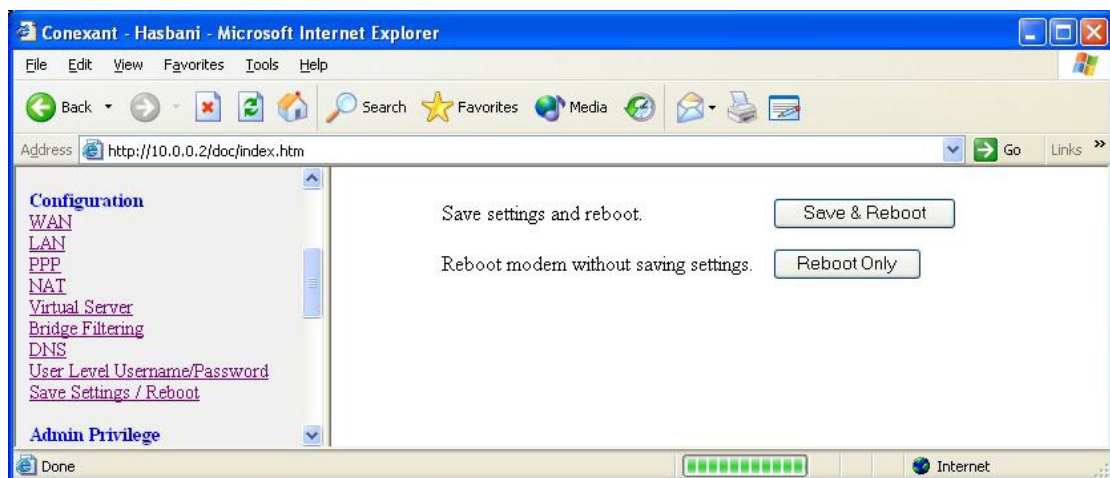 Conexant - Hasbani - Microsoft Internet Explorer
File Edit View Favorites Tools Help
Back Search Favorites Media
Address http://10.0.0.2/doc/index.htm Go Links »
Configuration
WAN
LAN
PPP
NAT
Virtual Server
Bridge Filtering
DNS
User Level Username/Password
Save Settings / Reboot
Admin Privilege
Save settings and reboot. Save & Reboot
Reboot modem without saving settings. Reboot Only
Done Internet